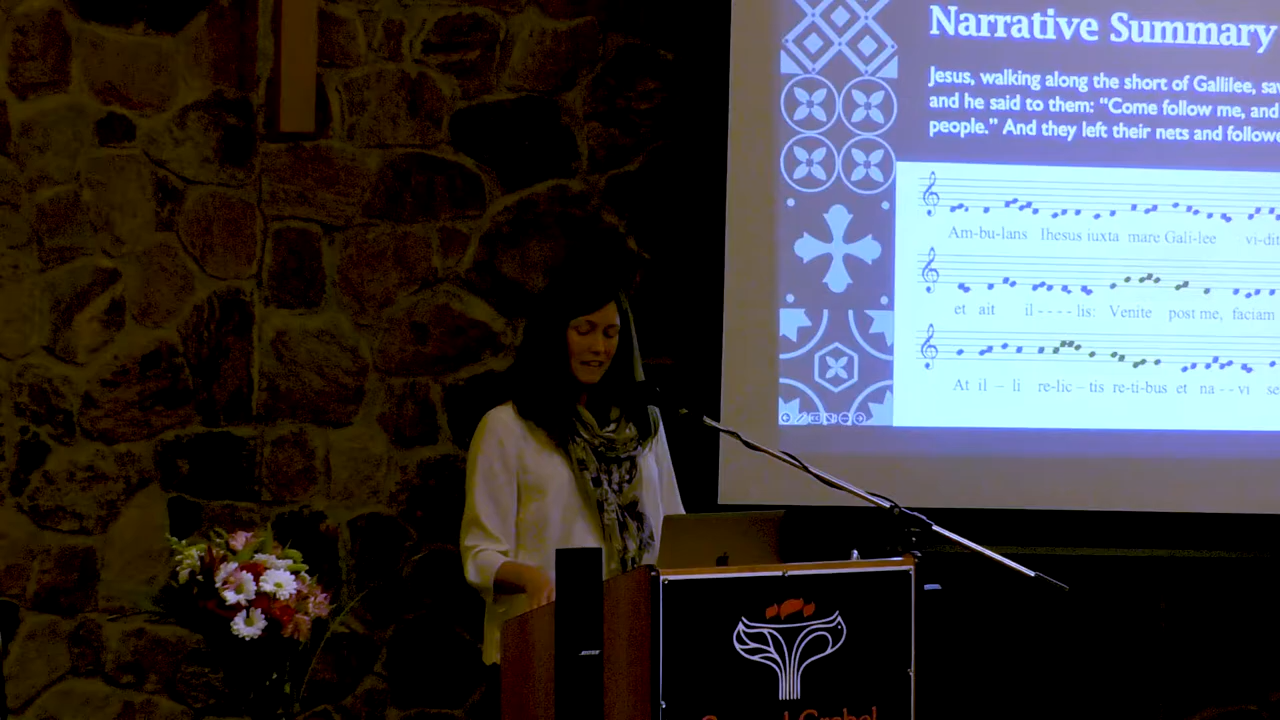 Narrative Summary
Jesus, walking along the short of Gallilee, sa
and he said to them: “Come follow me, and
people.” And they left their nets and followe
Am-bu-lans Ihesus iuxta mare Gali-lee vi-dit
et ait il - - - - lis: Venite post me, faciam
At il – li re-lic – tis re-ti-bus et na - - vi se
BOSE
Conrad Grebel